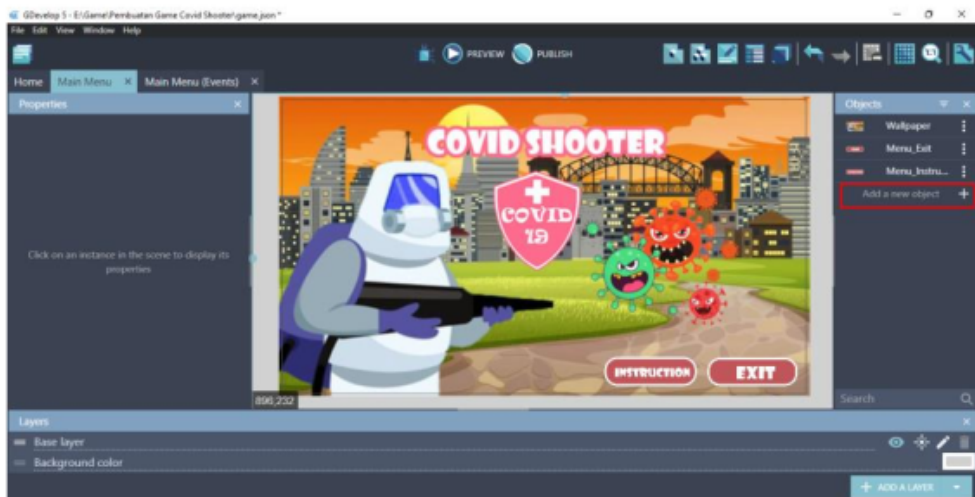 GDevelop 5 - E:\Game\Pembuatan Game Covid Shooter\game.json *
File Edit View Window Help
PREVIEW PUBLISH
1:1
Home Main Menu × Main Menu (Events) ×
Properties ×
Objects ×
COVID SHOOTER
Wallpaper
Menu_Exit
Menu_Instru...
Add a new object +
COVID
19
Click on an instance in the scene to display its
properties
INSTRUCTION EXIT
896;232
Search
Layers ×
Base layer
Background color
+ ADD A LAYER